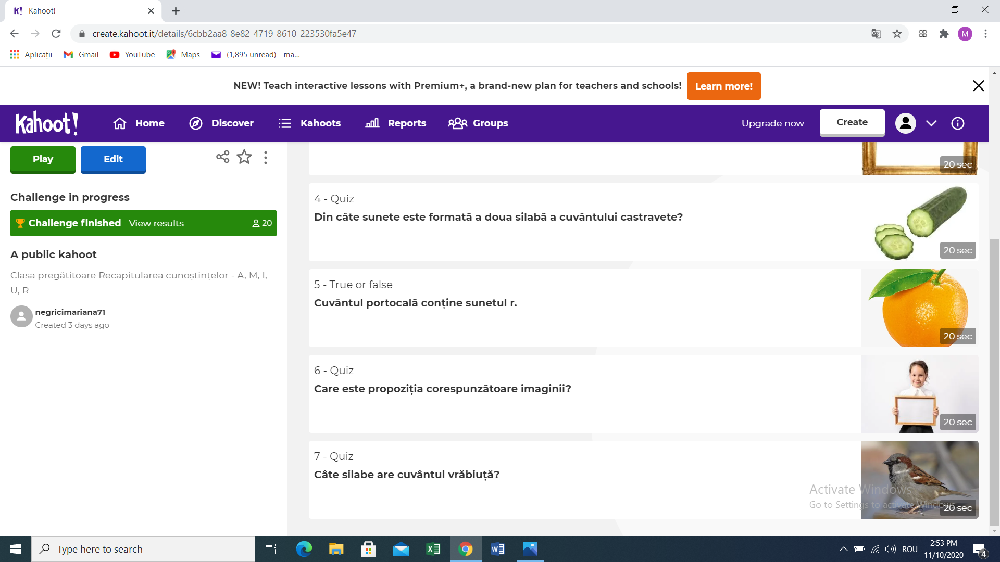 Kahoot!
create.kahoot.it/details/6cbb2aa8-8e82-4719-8610-223530fa5e47
Aplicații Gmail YouTube Maps (1,895 unread) - ma...
NEW! Teach interactive lessons with Premium+, a brand-new plan for teachers and schools! Learn more!
Kahoot! Home Discover Kahoots Reports Groups Upgrade now Create
Play Edit
Challenge in progress
Challenge finished View results 20
A public kahoot
Clasa pregătitoare Recapitularea cunoștințelor - A, M, I,
U, R
negricimariana71
Created 3 days ago
20 sec
4 - Quiz
Din câte sunete este formată a doua silabă a cuvântului castravete?
20 sec
5 - True or false
Cuvântul portocală conține sunetul r.
20 sec
6 - Quiz
Care este propoziția corespunzătoare imaginii?
20 sec
7 - Quiz
Câte silabe are cuvântul vrăbiuță?
20 sec
Activate Windows
Go to Settings to activate Windows.
Type here to search
ROU
2:53 PM
11/10/2020
4